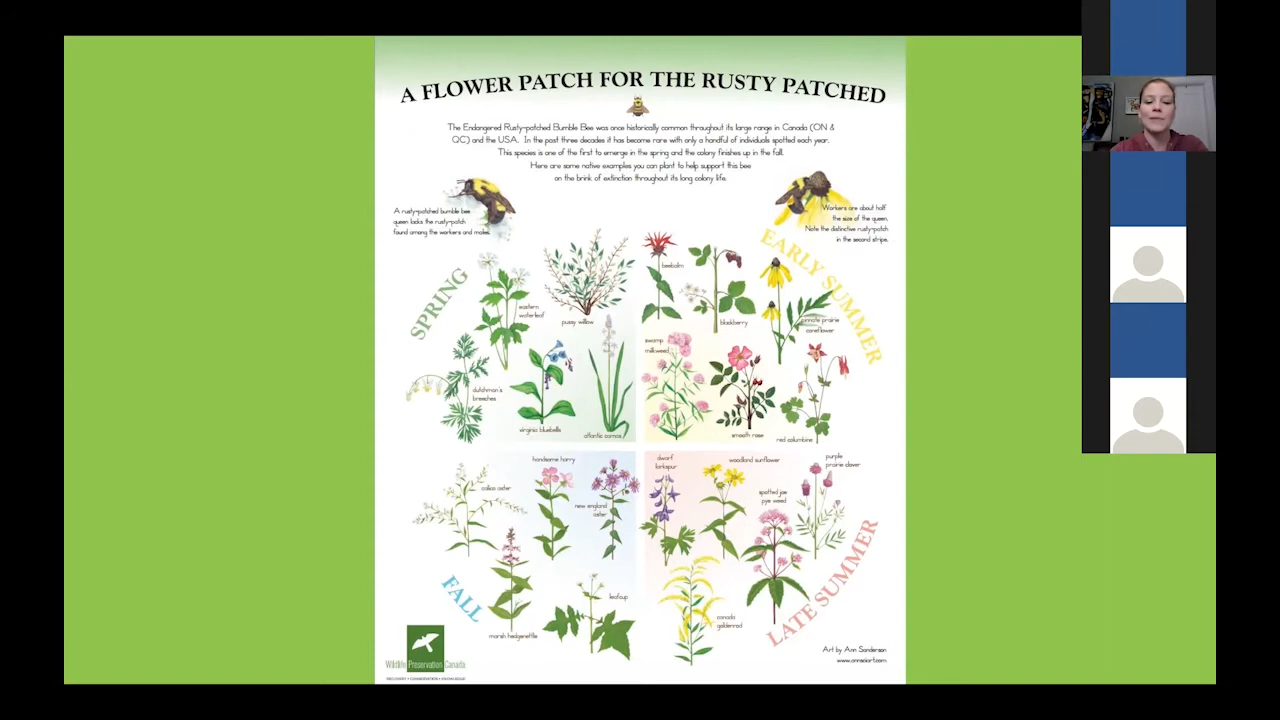 A FLOWER PATCH FOR THE RUSTY PATCHED
The Endangered Rusty-patched Bumble Bee was once historically common throughout its large range in Canada (ON &
QC) and the USA. In the past three decades it has become rare with only a handful of individuals spotted each year.
This species is one of the first to emerge in the spring and the colony finishes up in the fall.
Here are some native examples you can plant to help support this bee
on the brink of extinction throughout its long colony life.
A rusty-patched bumble bee
queen lacks the rusty-patch
found among the workers and males.
Workers are about half
the size of the queen.
Note the distinctive rusty-patch
in the second stripe.
SPRING
eastern
waterleaf
pussy willow
dutchman's
breeches
virginia bluebells
atlantic camas
EARLY SUMMER
beebalm
blackberry
pinnate prairie
coneflower
swamp
milkweed
smooth rose
red columbine
FALL
calico aster
handsome harry
new england
aster
marsh hedgenettle
leafcup
LATE SUMMER
dwarf
larkspur
woodland sunflower
purple
prairie clover
spotted joe
pye weed
canada
goldenrod
Wildlife Preservation Canada
RECOVERY • CONSERVATION • KNOWLEDGE
Art by Ann Sanderson
www.annsciart.com